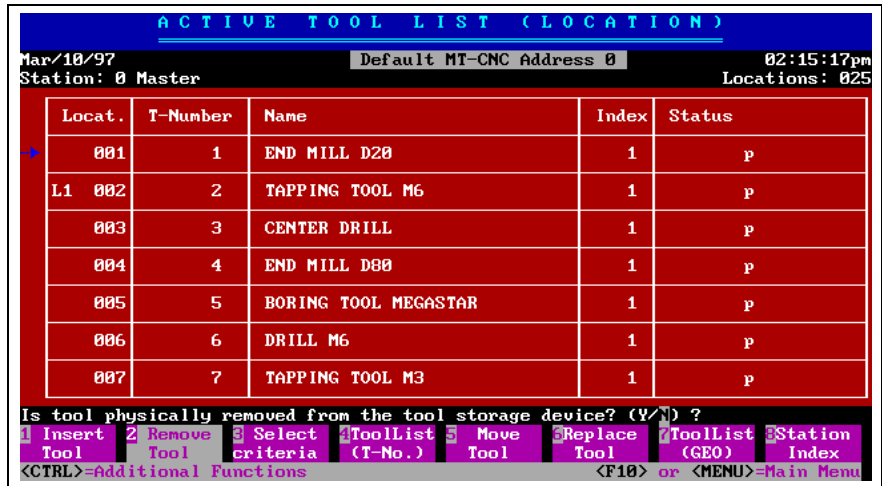 ACTIVE TOOL LIST (LOCATION)
Mar/10/97 Default MT-CNC Address 0 02:15:17pm
Station: 0 Master Locations: 025
Locat. T-Number Name Index Status
001 1 END MILL D20 1 p
L1 002 2 TAPPING TOOL M6 1 p
003 3 CENTER DRILL 1 p
004 4 END MILL D80 1 p
005 5 BORING TOOL MEGASTAR 1 p
006 6 DRILL M6 1 p
007 7 TAPPING TOOL M3 1 p
Is tool physically removed from the tool storage device? (Y/N) ?
1 Insert 2 Remove 3 Select 4 ToolList 5 Move 6 Replace 7 ToolList 8 Station
Tool Tool criteria (T-No.) Tool Tool (GEO) Index
<CTRL>=Additional Functions <F10> or <MENU>=Main Menu